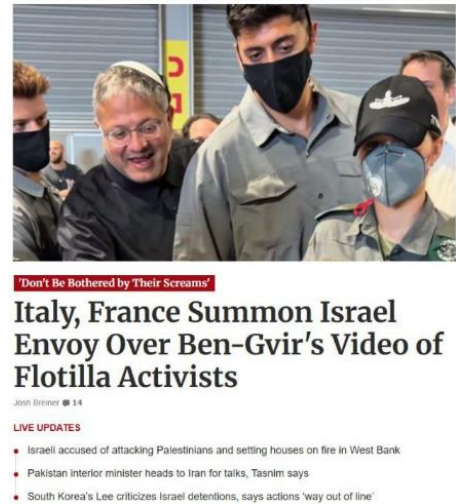 'Don't Be Bothered by Their Screams'
Italy, France Summon Israel
Envoy Over Ben-Gvir's Video of
Flotilla Activists
Josh Breiner 14
LIVE UPDATES
Israeli accused of attacking Palestinians and setting houses on fire in West Bank
Pakistan interior minister heads to Iran for talks, Tasnim says
South Korea's Lee criticizes Israel detentions, says actions 'way out of line'